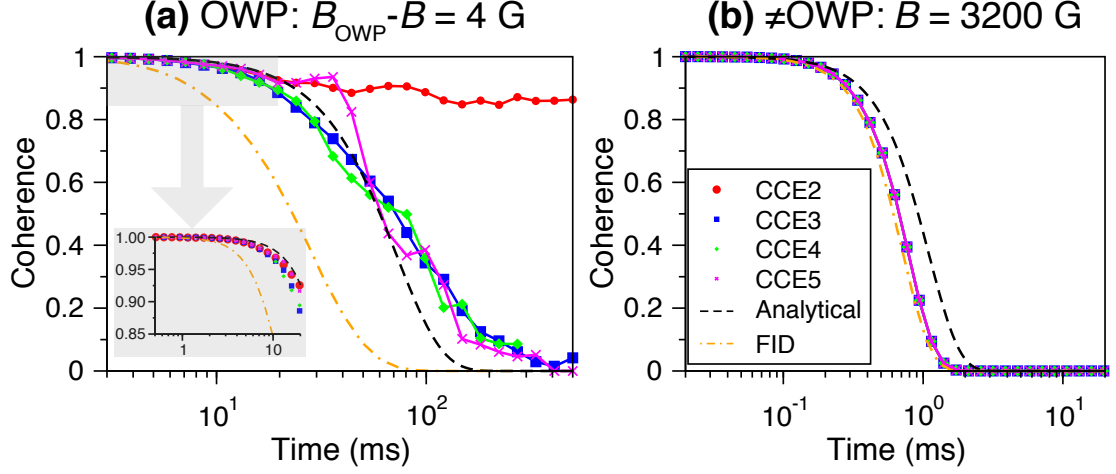 (a) OWP: B_OWP-B = 4 G
1
0.8
0.6
0.4
0.2
0
Coherence
1.00
0.95
0.90
0.85
1
10
10^1
10^2
Time (ms)
(b) ≠OWP: B = 3200 G
1
0.8
0.6
0.4
0.2
0
Coherence
CCE2
CCE3
CCE4
CCE5
Analytical
FID
10^-1
10^0
10^1
Time (ms)